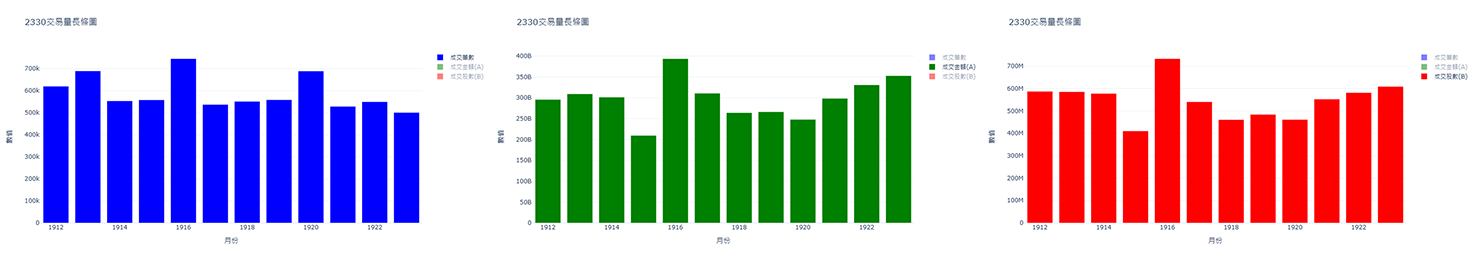 2330交易量長條圖
成交筆數
成交金額(A)
成交股數(B)
700k
600k
500k
400k
300k
200k
100k
0
數值
1912
1914
1916
1918
1920
1922
月份
2330交易量長條圖
成交筆數
成交金額(A)
成交股數(B)
400B
350B
300B
250B
200B
150B
100B
50B
0
數值
1912
1914
1916
1918
1920
1922
月份
2330交易量長條圖
成交筆數
成交金額(A)
成交股數(B)
700M
600M
500M
400M
300M
200M
100M
0
數值
1912
1914
1916
1918
1920
1922
月份